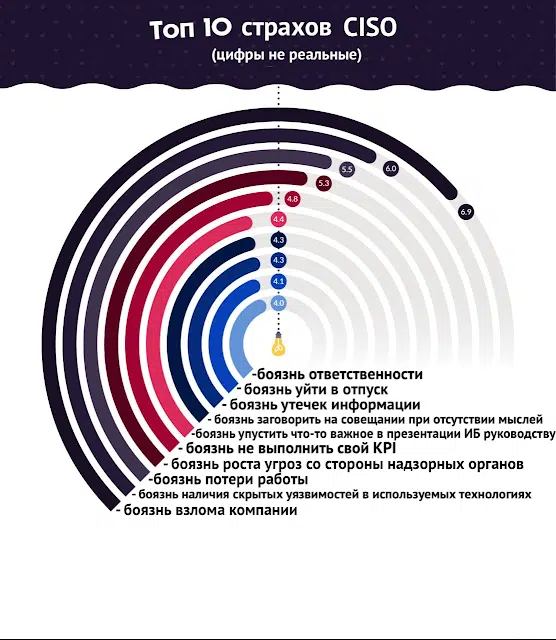 Топ 10 страхов CISO
(цифры не реальные)
5.5
6.0
5.3
6.9
4.8
4.4
4.3
4.3
4.1
4.0
-боязнь ответственности
- боязнь уйти в отпуск
- боязнь утечек информации
- боязнь заговорить на совещании при отсутствии мыслей
-боязнь упустить что-то важное в презентации ИБ руководству
- боязнь не выполнить свой KPI
- боязнь роста угроз со стороны надзорных органов
-боязнь потери работы
- боязнь наличия скрытых уязвимостей в используемых технологиях
- боязнь взлома компании